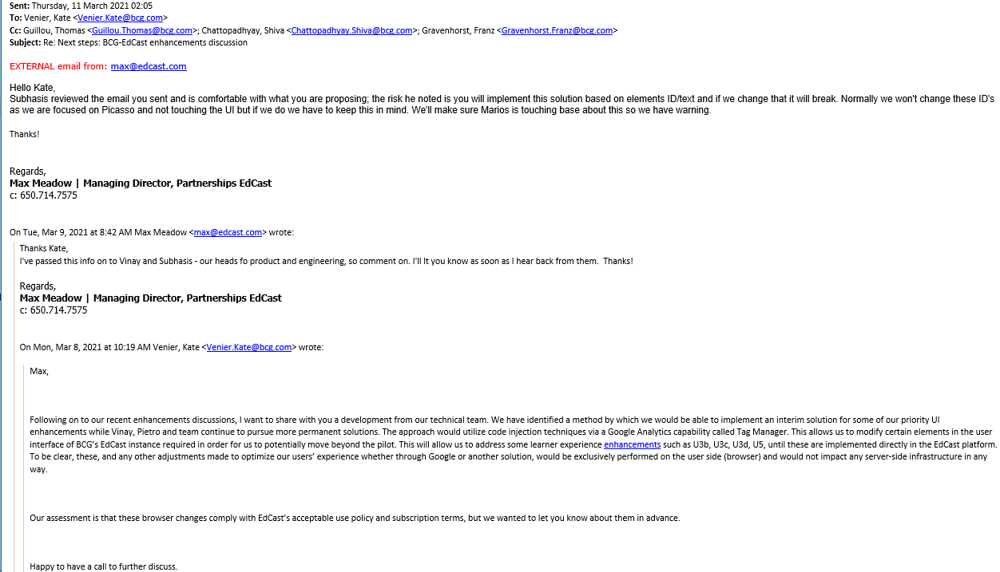 Sent: Thursday, 11 March 2021 02:05
To: Venier, Kate <Venier.Kate@bcg.com>
Cc: Guillou, Thomas <Guillou.Thomas@bcg.com>; Chattopadhyay, Shiva <Chattopadhyay.Shiva@bcg.com>; Gravenhorst, Franz <Gravenhorst.Franz@bcg.com>
Subject: Re: Next steps: BCG-EdCast enhancements discussion
EXTERNAL email from: max@edcast.com
Hello Kate,
Subhasis reviewed the email you sent and is comfortable with what you are proposing; the risk he noted is you will implement this solution based on elements ID/text and if we change that it will break. Normally we won't change these ID's
as we are focused on Picasso and not touching the UI but if we do we have to keep this in mind. We'll make sure Marios is touching base about this so we have warning.
Thanks!
Regards,
Max Meadow | Managing Director, Partnerships EdCast
c: 650.714.7575
On Tue, Mar 9, 2021 at 8:42 AM Max Meadow <max@edcast.com> wrote:
Thanks Kate,
I've passed this info on to Vinay and Subhasis - our heads fo product and engineering, so comment on. I'll lt you know as soon as I hear back from them.  Thanks!
Regards,
Max Meadow | Managing Director, Partnerships EdCast
c: 650.714.7575
On Mon, Mar 8, 2021 at 10:19 AM Venier, Kate <Venier.Kate@bcg.com> wrote:
Max,
Following on to our recent enhancements discussions, I want to share with you a development from our technical team. We have identified a method by which we would be able to implement an interim solution for some of our priority UI
enhancements while Vinay, Pietro and team continue to pursue more permanent solutions. The approach would utilize code injection techniques via a Google Analytics capability called Tag Manager. This allows us to modify certain elements in the user
interface of BCG's EdCast instance required in order for us to potentially move beyond the pilot. This will allow us to address some learner experience enhancements such as U3b, U3c, U3d, U5, until these are implemented directly in the EdCast platform.
To be clear, these, and any other adjustments made to optimize our users' experience whether through Google or another solution, would be exclusively performed on the user side (browser) and would not impact any server-side infrastructure in any
way.
Our assessment is that these browser changes comply with EdCast's acceptable use policy and subscription terms, but we wanted to let you know about them in advance.
Happy to have a call to further discuss.